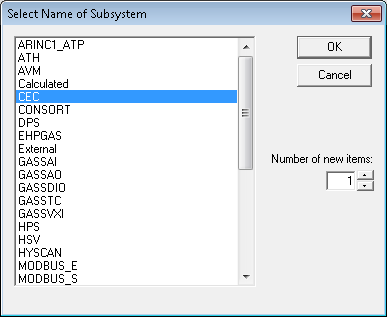 Select Name of Subsystem
ARINC1_ATP
ATH
AVM
Calculated
CEC
CONSORT
DPS
EHPGAS
External
GASSAI
GASSAO
GASSDIO
GASSTC
GASSVXI
HPS
HSV
HYSCAN
MODBUS_E
MODBUS_S
OK
Cancel
Number of new items:
1